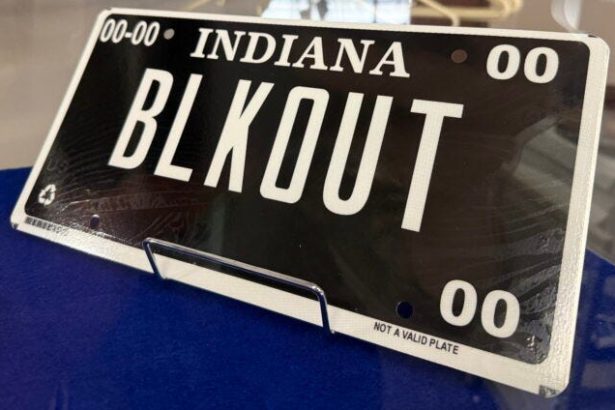 00-00 INDIANA 00
BLKOUT
00
NOT A VALID PLATE